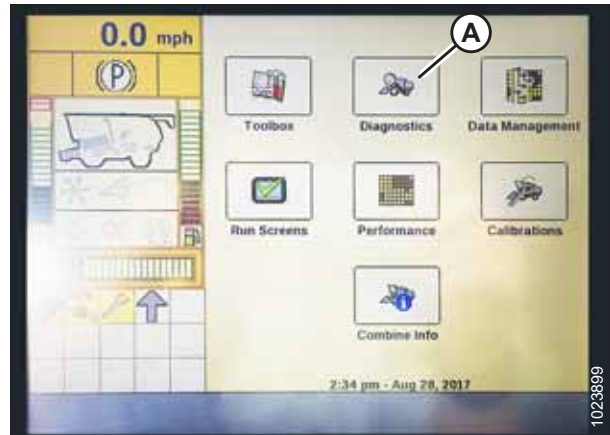 0.0 mph
(P)
A
Toolbox
Diagnostics
Data Management
Run Screens
Performance
Calibrations
Combine Info
2:34 pm - Aug 28, 2017
1023899